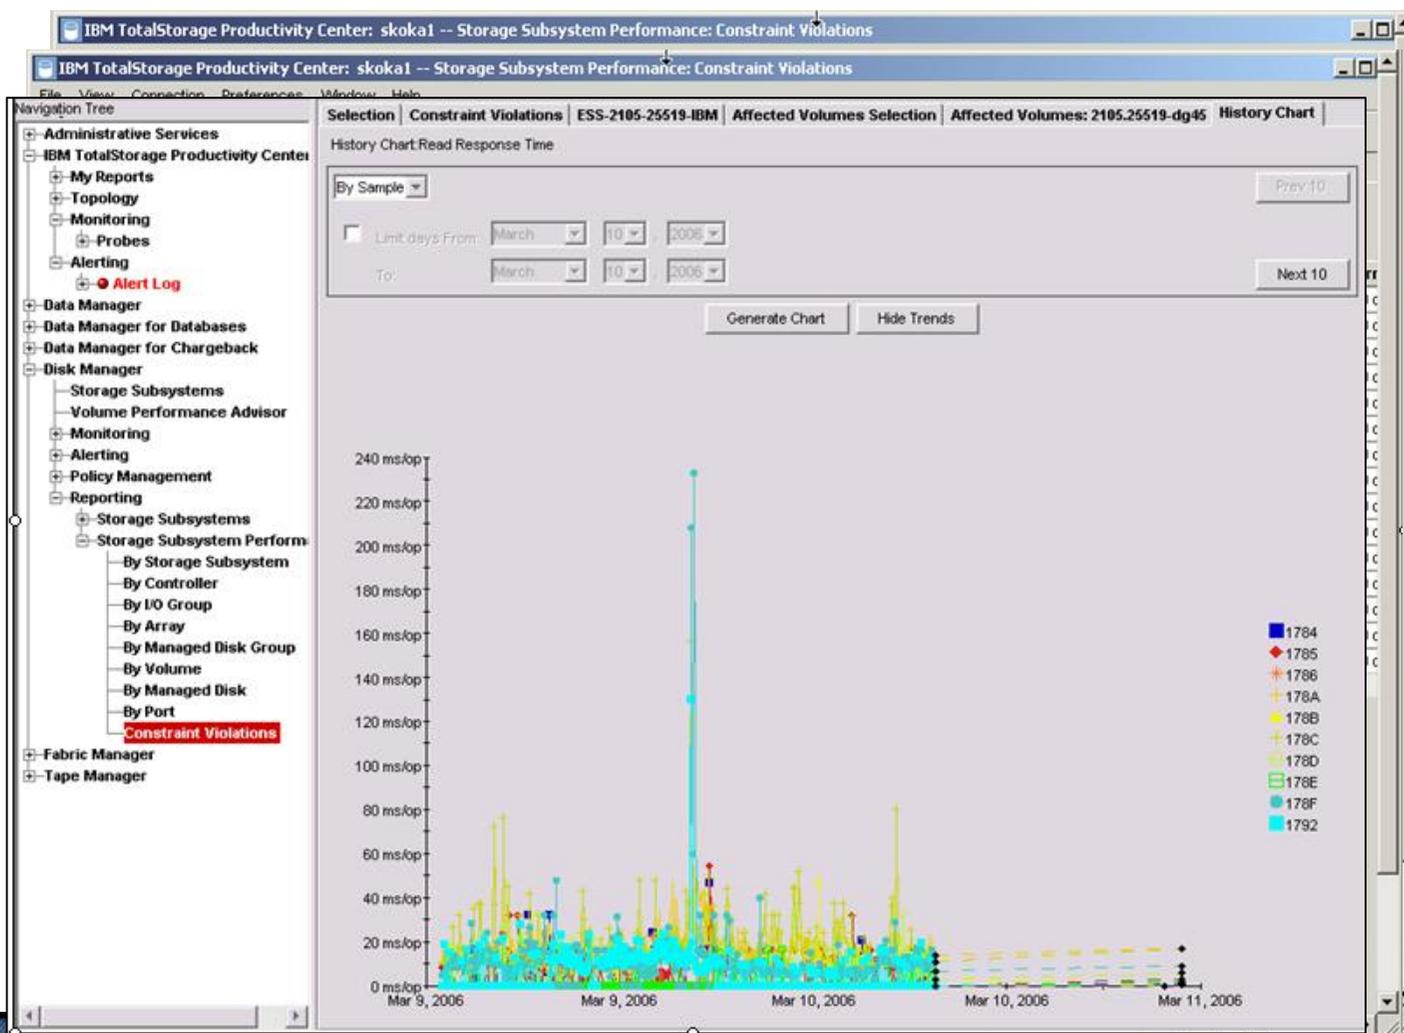 IBM TotalStorage Productivity Center: skoka1 -- Storage Subsystem Performance: Constraint Violations
IBM TotalStorage Productivity Center: skoka1 -- Storage Subsystem Performance: Constraint Violations
File View Connection Preferences Window Help
Navigation Tree
Administrative Services
IBM TotalStorage Productivity Center
My Reports
Topology
Monitoring
Probes
Alerting
Alert Log
Data Manager
Data Manager for Databases
Data Manager for Chargeback
Disk Manager
Storage Subsystems
Volume Performance Advisor
Monitoring
Alerting
Policy Management
Reporting
Storage Subsystems
Storage Subsystem Perform
By Storage Subsystem
By Controller
By I/O Group
By Array
By Managed Disk Group
By Volume
By Managed Disk
By Port
Constraint Violations
Fabric Manager
Tape Manager
Selection Constraint Violations ESS-2105-25519-IBM Affected Volumes Selection Affected Volumes: 2105.25519-dg45 History Chart
History Chart:Read Response Time
By Sample
Prev 10
Limit days From: March 10 , 2006
To: March 10 , 2006
Next 10
Generate Chart Hide Trends
240 ms/op
220 ms/op
200 ms/op
180 ms/op
160 ms/op
140 ms/op
120 ms/op
100 ms/op
80 ms/op
60 ms/op
40 ms/op
20 ms/op
0 ms/op
Mar 9, 2006 Mar 9, 2006 Mar 10, 2006 Mar 10, 2006 Mar 11, 2006
1784
1785
1786
178A
178B
178C
178D
178E
178F
1792